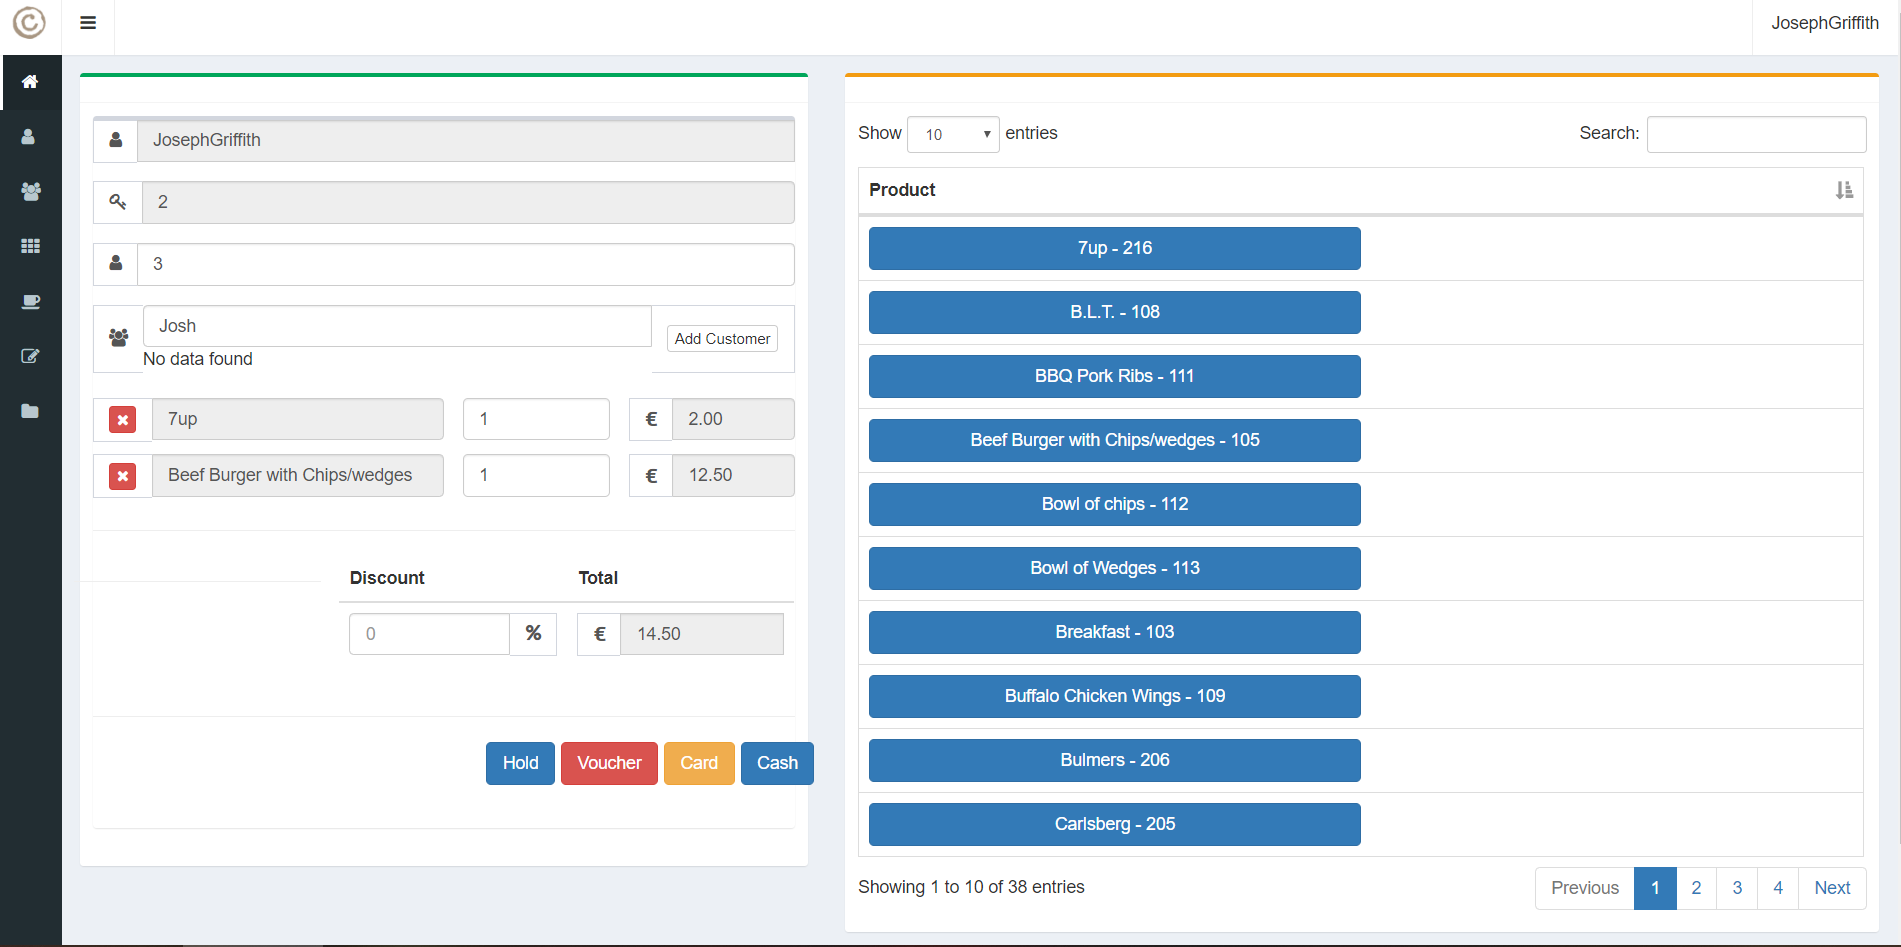 ©
JosephGriffith
JosephGriffith
2
3
Josh
Add Customer
No data found
7up 1 € 2.00
Beef Burger with Chips/wedges 1 € 12.50
Discount Total
0 % € 14.50
Hold Voucher Card Cash
Show 10 entries Search:
Product
7up - 216
B.L.T. - 108
BBQ Pork Ribs - 111
Beef Burger with Chips/wedges - 105
Bowl of chips - 112
Bowl of Wedges - 113
Breakfast - 103
Buffalo Chicken Wings - 109
Bulmers - 206
Carlsberg - 205
Showing 1 to 10 of 38 entries
Previous 1 2 3 4 Next